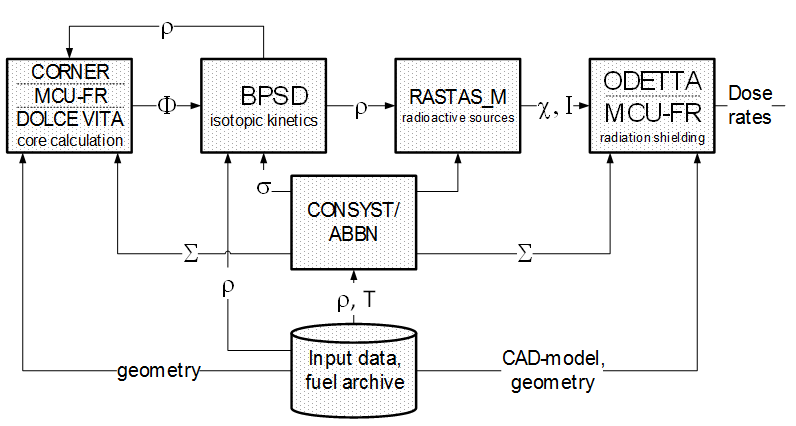 ρ
CORNER
MCU-FR
DOLCE VITA
core calculation
Φ
BPSD
isotopic kinetics
ρ
RASTAS_M
radioactive sources
χ, I
ODETTA
MCU-FR
radiation shielding
Dose
rates
σ
CONSYST/
ABBN
Σ
Σ
ρ
ρ, T
Input data,
fuel archive
geometry
CAD-model,
geometry